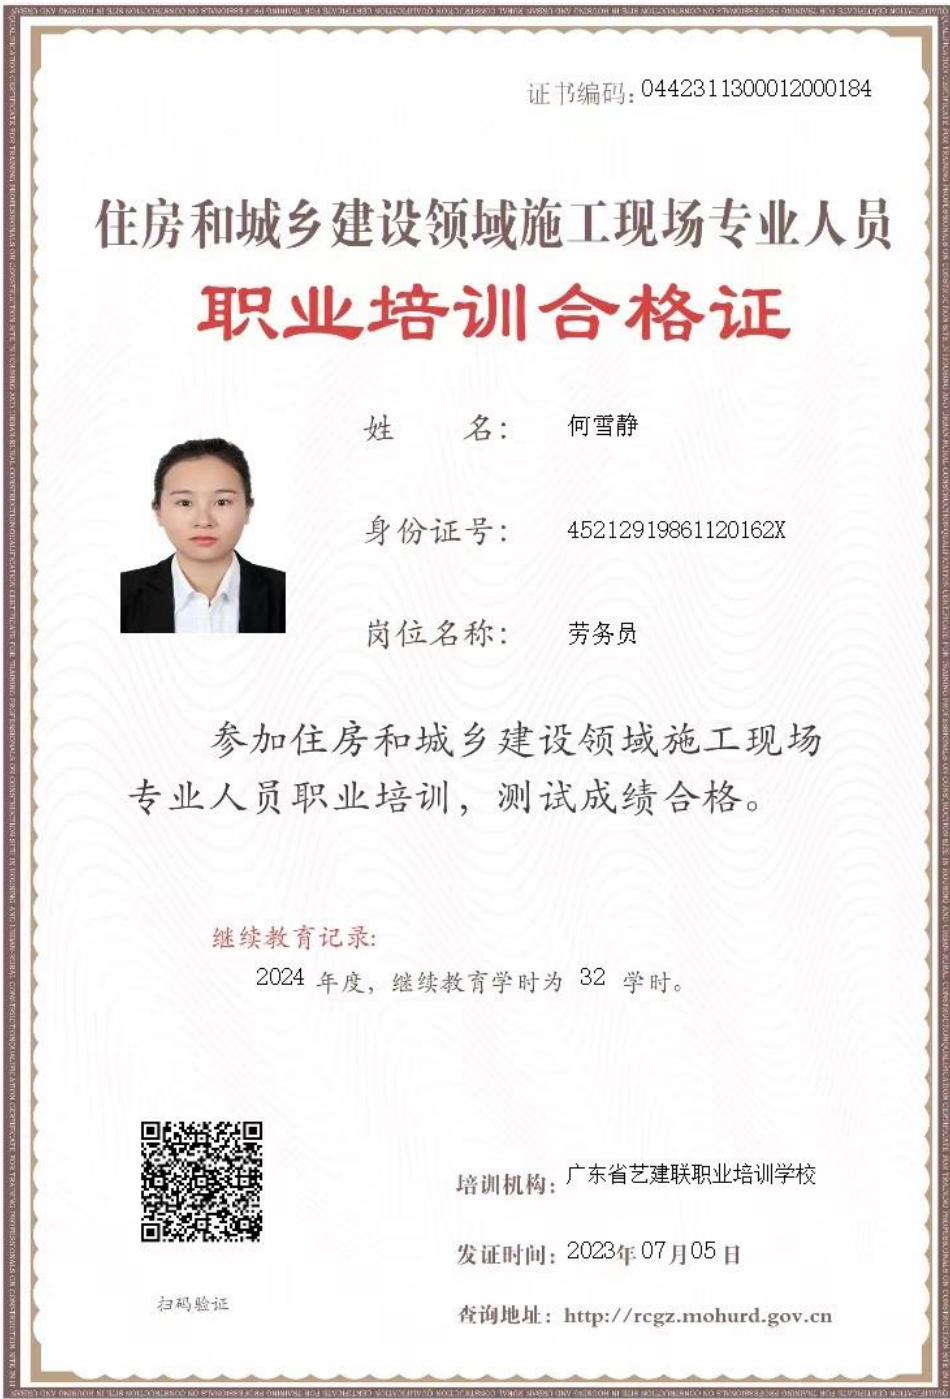 证书编码：0442311300012000184
住房和城乡建设领域施工现场专业人员
职业培训合格证
姓 名： 何雪静
身份证号： 45212919861120162X
岗位名称： 劳务员
参加住房和城乡建设领域施工现场
专业人员职业培训，测试成绩合格。
继续教育记录:
2024 年度，继续教育学时为 32 学时。
培训机构：广东省艺建联职业培训学校
发证时间：2023年07月05日
扫码验证
查询地址：http://rcgz.mohurd.gov.cn